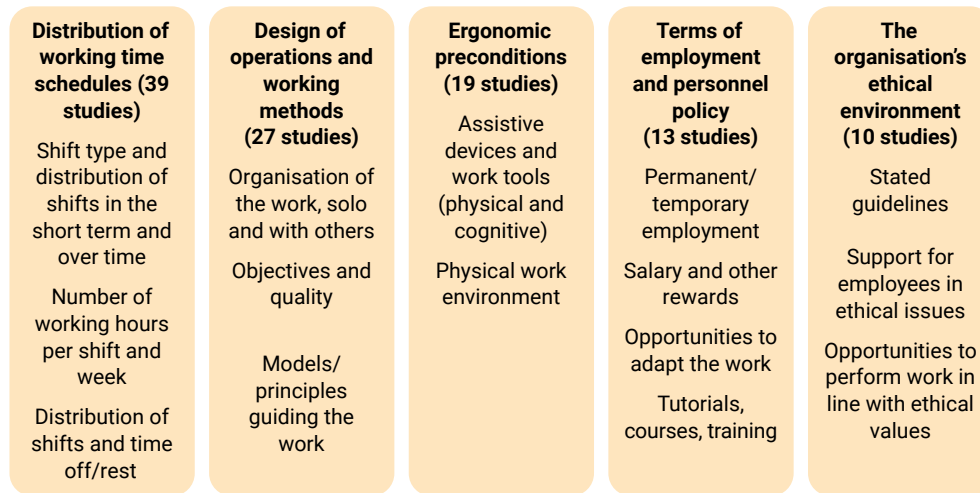 Distribution of
working time
schedules (39
studies)
Shift type and
distribution of
shifts in the
short term and
over time
Number of
working hours
per shift and
week
Distribution of
shifts and time
off/rest
Design of
operations and
working
methods
(27 studies)
Organisation of
the work, solo
and with others
Objectives and
quality
Models/
principles
guiding the
work
Ergonomic
preconditions
(19 studies)
Assistive
devices and
work tools
(physical and
cognitive)
Physical work
environment
Terms of
employment
and personnel
policy
(13 studies)
Permanent/
temporary
employment
Salary and other
rewards
Opportunities to
adapt the work
Tutorials,
courses, training
The
organisation’s
ethical
environment
(10 studies)
Stated
guidelines
Support for
employees in
ethical issues
Opportunities to
perform work in
line with ethical
values